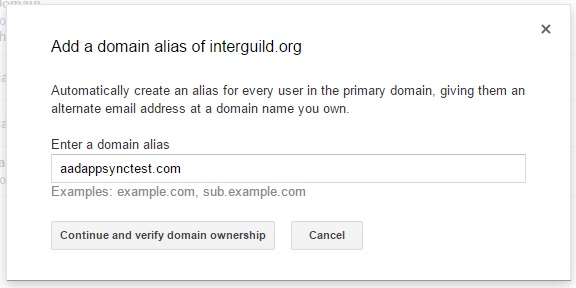 Domain
Add a domain alias of interguild.org
Automatically create an alias for every user in the primary domain, giving them an
alternate email address at a domain name you own.
Enter a domain alias
aadappsynctest.com
Examples: example.com, sub.example.com
Continue and verify domain ownership
Cancel